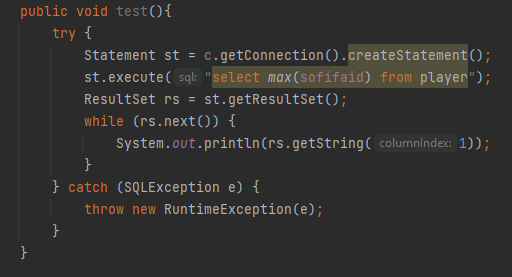 public void test(){
try {
Statement st = c.getConnection().createStatement();
st.execute( sql: "select max(sofifaid) from player");
ResultSet rs = st.getResultSet();
while (rs.next()) {
System.out.println(rs.getString( columnIndex: 1));
}
} catch (SQLException e) {
throw new RuntimeException(e);
}
}